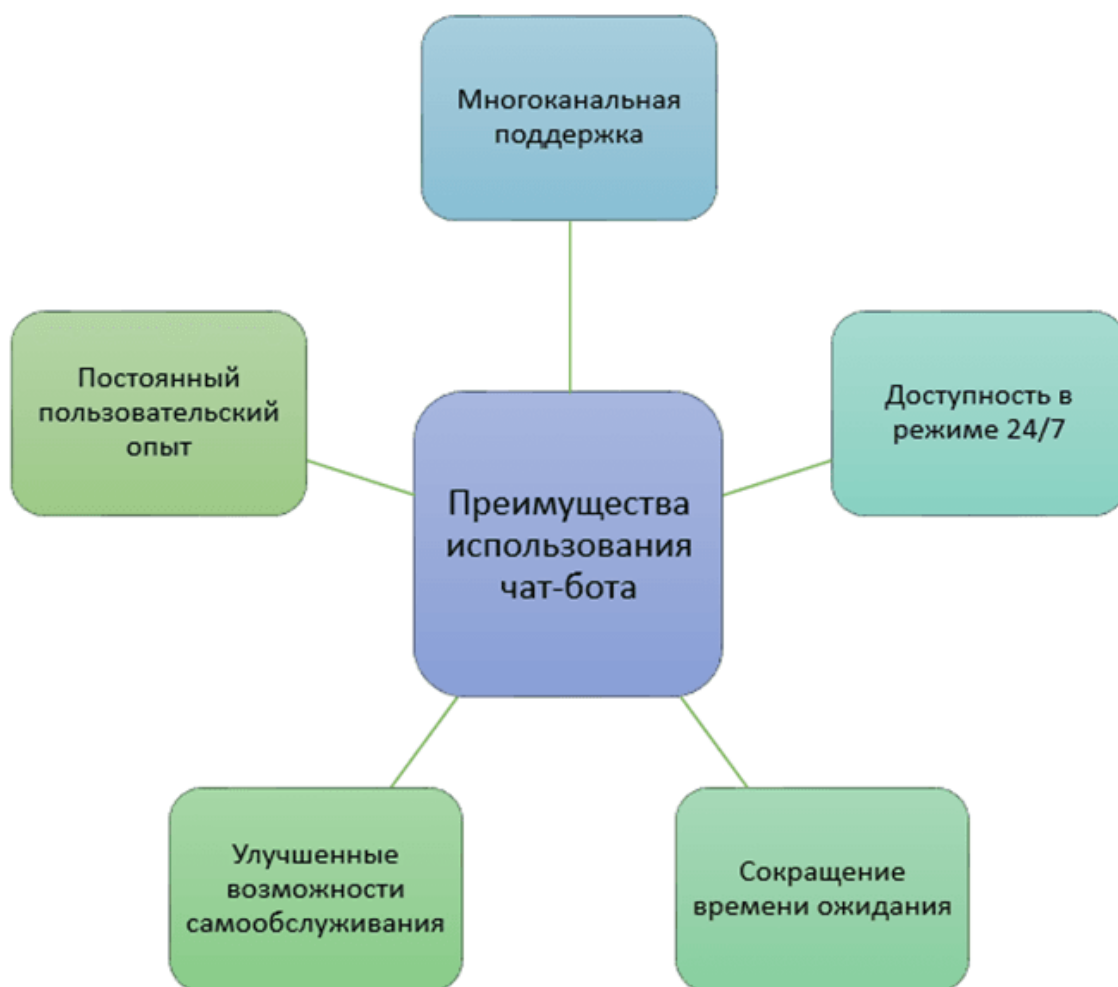 Многоканальная
поддержка
Постоянный
пользовательский
опыт
Доступность в
режиме 24/7
Преимущества
использования
чат-бота
Улучшенные
возможности
самообслуживания
Сокращение
времени ожидания